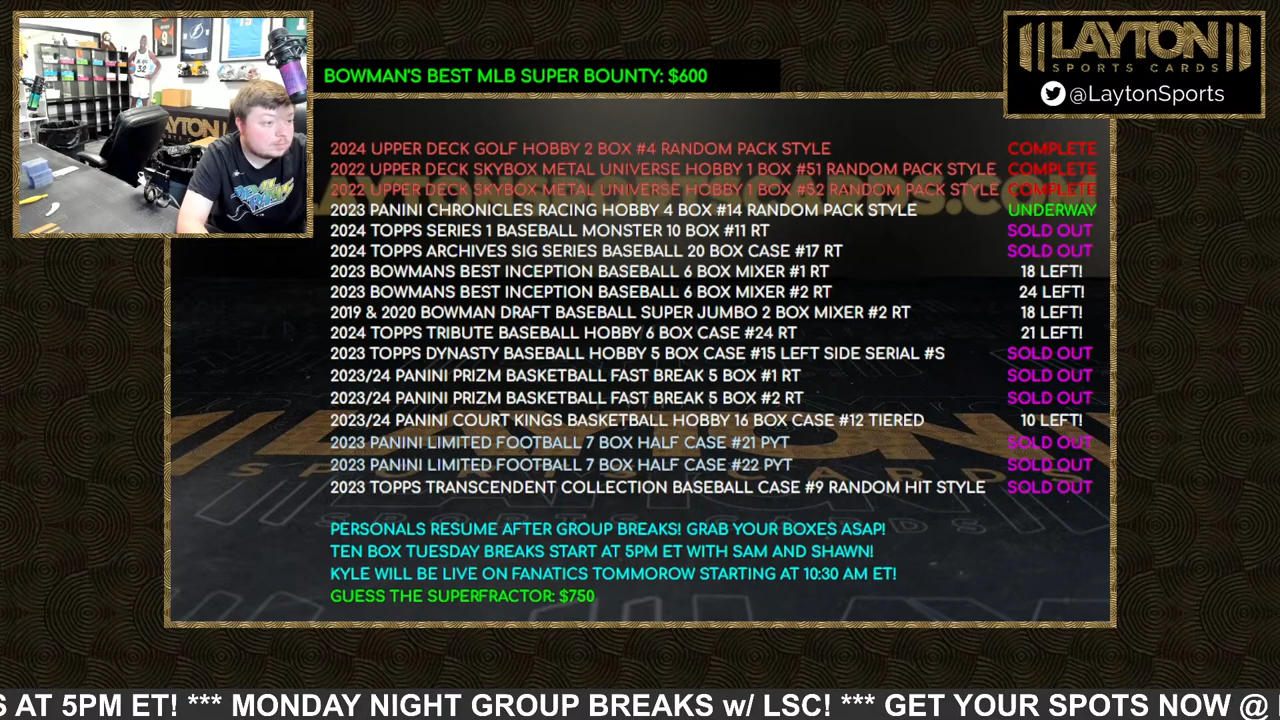 LAYTON
SPORTS CARDS
@LaytonSports
BOWMAN'S BEST MLB SUPER BOUNTY: $600
2024 UPPER DECK GOLF HOBBY 2 BOX #4 RANDOM PACK STYLE COMPLETE
2022 UPPER DECK SKYBOX METAL UNIVERSE HOBBY 1 BOX #51 RANDOM PACK STYLE COMPLETE
2022 UPPER DECK SKYBOX METAL UNIVERSE HOBBY 1 BOX #52 RANDOM PACK STYLE COMPLETE
2023 PANINI CHRONICLES RACING HOBBY 4 BOX #14 RANDOM PACK STYLE UNDERWAY
2024 TOPPS SERIES 1 BASEBALL MONSTER 10 BOX #11 RT SOLD OUT
2024 TOPPS ARCHIVES SIG SERIES BASEBALL 20 BOX CASE #17 RT SOLD OUT
2023 BOWMANS BEST INCEPTION BASEBALL 6 BOX MIXER #1 RT 18 LEFT!
2023 BOWMANS BEST INCEPTION BASEBALL 6 BOX MIXER #2 RT 24 LEFT!
2019 & 2020 BOWMAN DRAFT BASEBALL SUPER JUMBO 2 BOX MIXER #2 RT 18 LEFT!
2024 TOPPS TRIBUTE BASEBALL HOBBY 6 BOX CASE #24 RT 21 LEFT!
2023 TOPPS DYNASTY BASEBALL HOBBY 5 BOX CASE #15 LEFT SIDE SERIAL #S SOLD OUT
2023/24 PANINI PRIZM BASKETBALL FAST BREAK 5 BOX #1 RT SOLD OUT
2023/24 PANINI PRIZM BASKETBALL FAST BREAK 5 BOX #2 RT SOLD OUT
2023/24 PANINI COURT KINGS BASKETBALL HOBBY 16 BOX CASE #12 TIERED 10 LEFT!
2023 PANINI LIMITED FOOTBALL 7 BOX HALF CASE #21 PYT SOLD OUT
2023 PANINI LIMITED FOOTBALL 7 BOX HALF CASE #22 PYT SOLD OUT
2023 TOPPS TRANSCENDENT COLLECTION BASEBALL CASE #9 RANDOM HIT STYLE SOLD OUT
PERSONALS RESUME AFTER GROUP BREAKS! GRAB YOUR BOXES ASAP!
TEN BOX TUESDAY BREAKS START AT 5PM ET WITH SAM AND SHAWN!
KYLE WILL BE LIVE ON FANATICS TOMMOROW STARTING AT 10:30 AM ET!
GUESS THE SUPERFRACTOR: $750
S AT 5PM ET! *** MONDAY NIGHT GROUP BREAKS w/ LSC! *** GET YOUR SPOTS NOW @